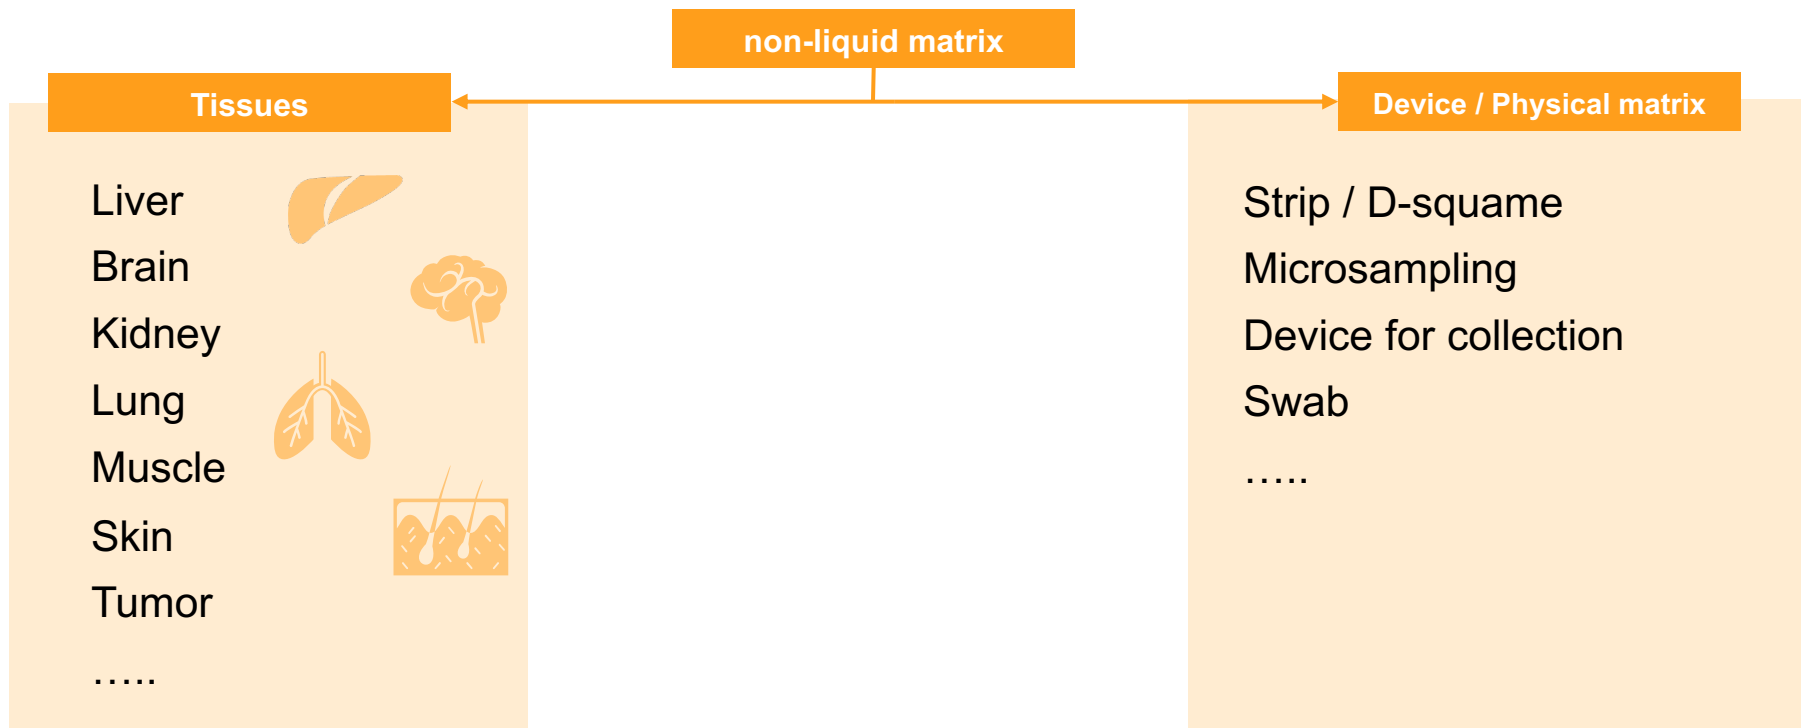 non-liquid matrix
Tissues
Liver
Brain
Kidney
Lung
Muscle
Skin
Tumor
…..
Device / Physical matrix
Strip / D-squame
Microsampling
Device for collection
Swab
…..